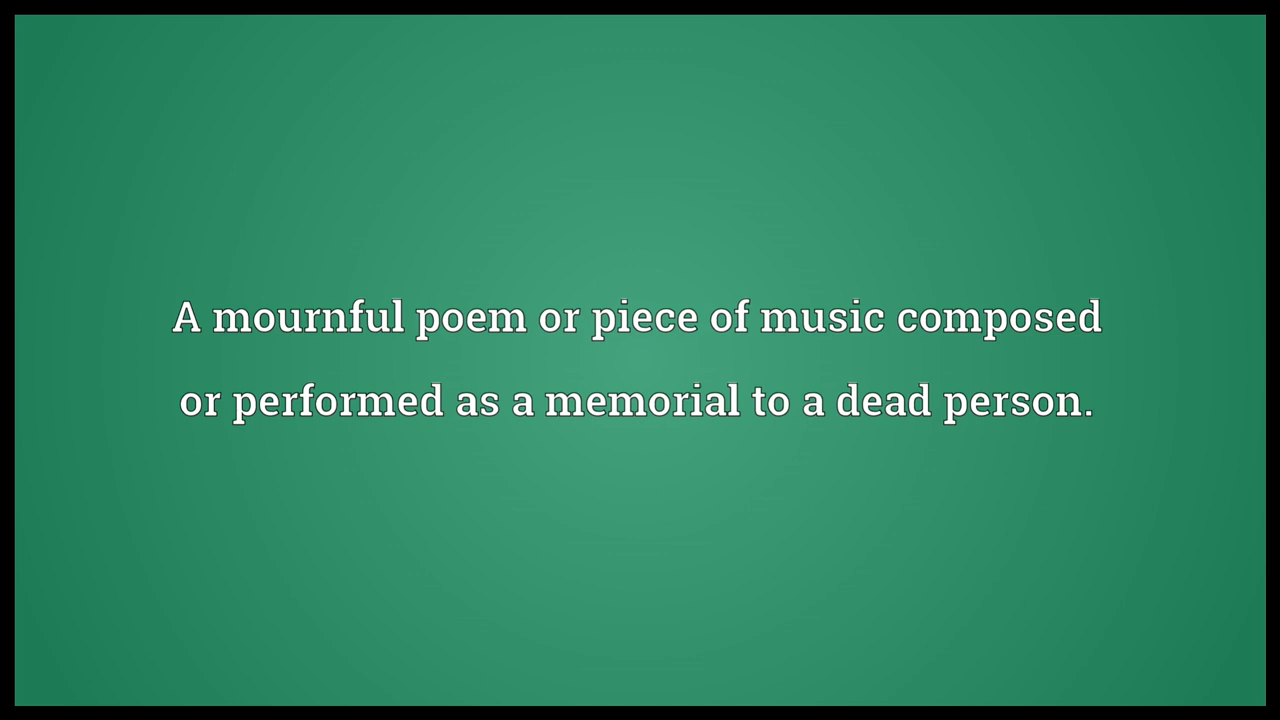 A mournful poem or piece of music composed
or performed as a memorial to a dead person.